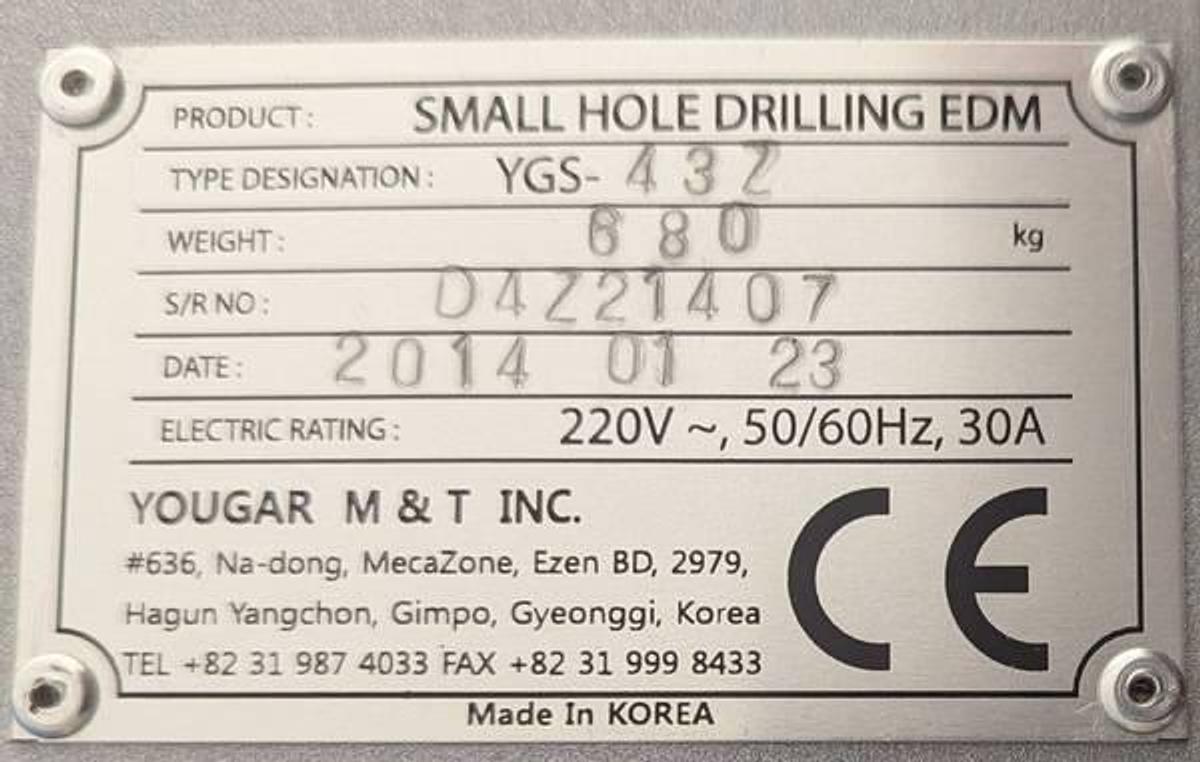 PRODUCT : SMALL HOLE DRILLING EDM
TYPE DESIGNATION : YGS- 43Z
WEIGHT : 680 kg
S/R NO : D4Z21407
DATE : 2014 01 23
ELECTRIC RATING : 220V ~, 50/60Hz, 30A
YOUGAR M & T INC.
#636, Na-dong, MecaZone, Ezen BD, 2979,
Hagun Yangchon, Gimpo, Gyeonggi, Korea
TEL +82 31 987 4033 FAX +82 31 999 8433
CE
Made In KOREA